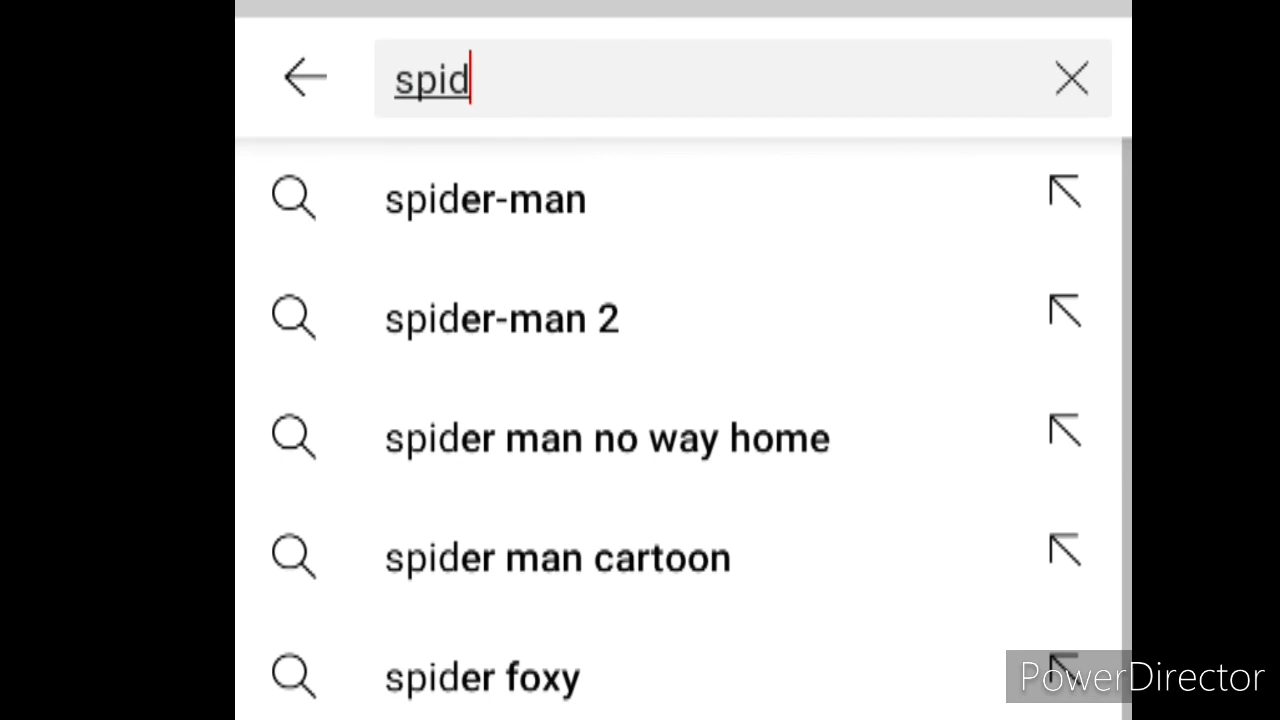 spid
spider-man
spider-man 2
spider man no way home
spider man cartoon
spider foxy
PowerDirector